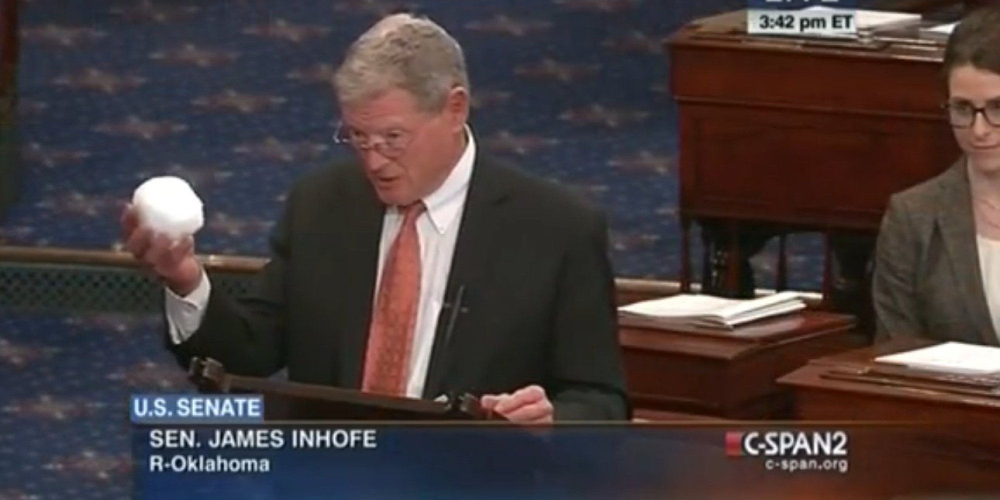 3:42 pm ET
U.S. SENATE
SEN. JAMES INHOFE
R-Oklahoma
C-SPAN2
c-span.org